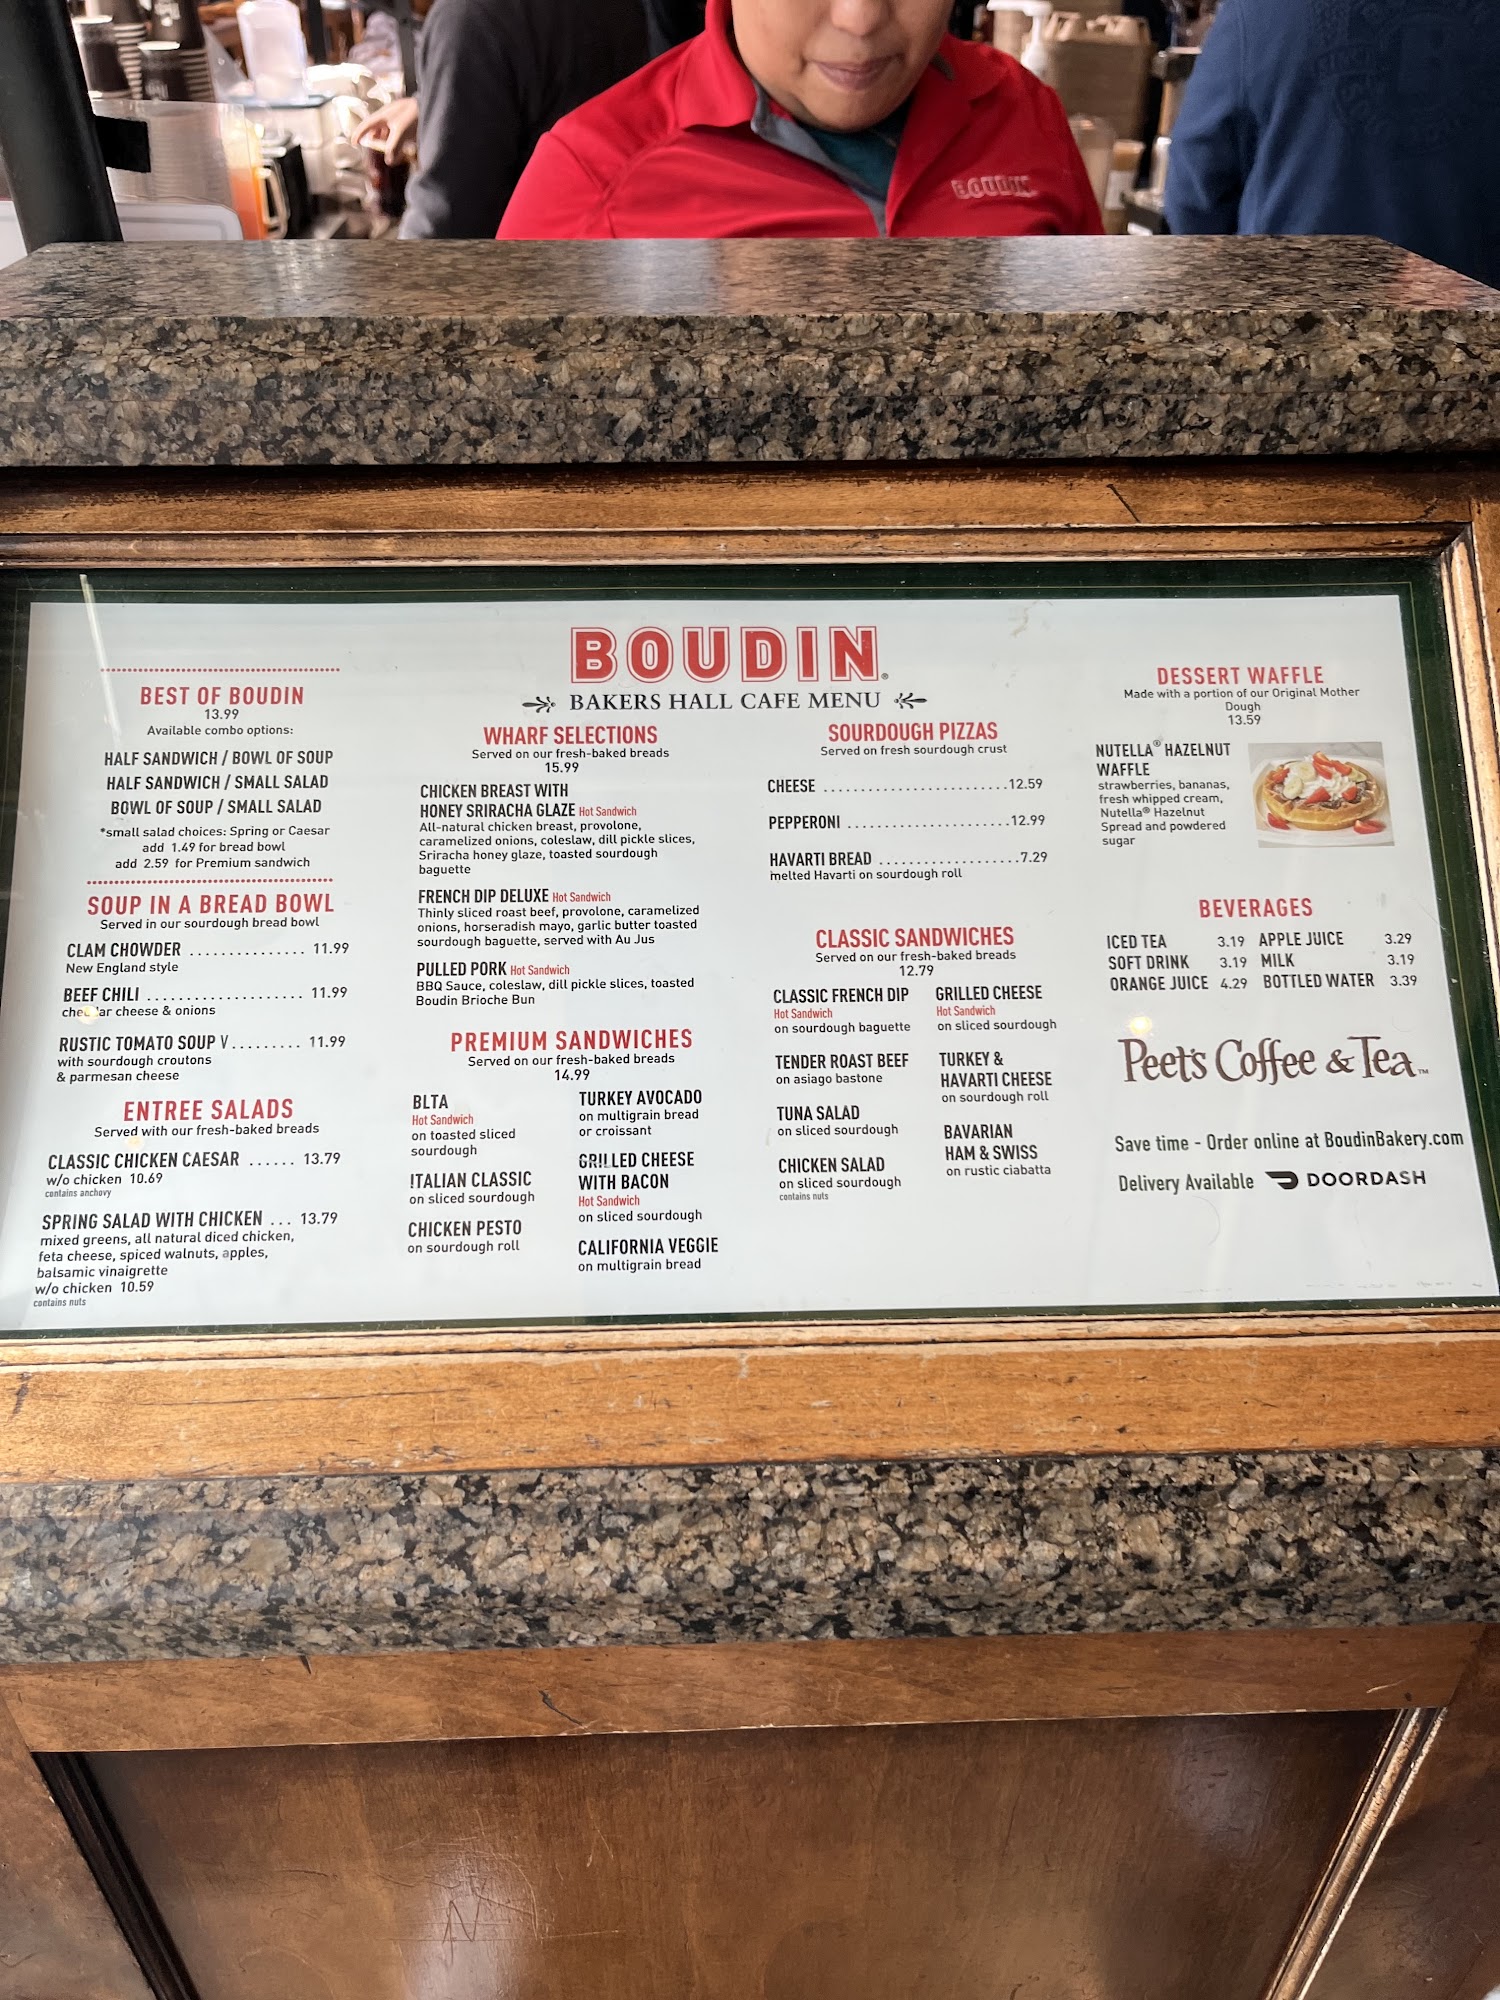 BOUDIN
BOUDIN®
BAKERS HALL CAFE MENU
BEST OF BOUDIN
13.99
Available combo options:
HALF SANDWICH / BOWL OF SOUP
HALF SANDWICH / SMALL SALAD
BOWL OF SOUP / SMALL SALAD
*small salad choices: Spring or Caesar
add 1.49 for bread bowl
add 2.59 for Premium sandwich
SOUP IN A BREAD BOWL
Served in our sourdough bread bowl
CLAM CHOWDER ............... 11.99
New England style
BEEF CHILI .................... 11.99
cheddar cheese & onions
RUSTIC TOMATO SOUP V......... 11.99
with sourdough croutons
& parmesan cheese
ENTREE SALADS
Served with our fresh-baked breads
CLASSIC CHICKEN CAESAR ...... 13.79
w/o chicken 10.69
contains anchovy
SPRING SALAD WITH CHICKEN ... 13.79
mixed greens, all natural diced chicken,
feta cheese, spiced walnuts, apples,
balsamic vinaigrette
w/o chicken 10.59
contains nuts
WHARF SELECTIONS
Served on our fresh-baked breads
15.99
CHICKEN BREAST WITH
HONEY SRIRACHA GLAZE Hot Sandwich
All-natural chicken breast, provolone,
caramelized onions, coleslaw, dill pickle slices,
Sriracha honey glaze, toasted sourdough
baguette
FRENCH DIP DELUXE Hot Sandwich
Thinly sliced roast beef, provolone, caramelized
onions, horseradish mayo, garlic butter toasted
sourdough baguette, served with Au Jus
PULLED PORK Hot Sandwich
BBQ Sauce, coleslaw, dill pickle slices, toasted
Boudin Brioche Bun
PREMIUM SANDWICHES
Served on our fresh-baked breads
14.99
BLTA
Hot Sandwich
on toasted sliced
sourdough
ITALIAN CLASSIC
on sliced sourdough
CHICKEN PESTO
on sourdough roll
TURKEY AVOCADO
on multigrain bread
or croissant
GRILLED CHEESE
WITH BACON
Hot Sandwich
on sliced sourdough
CALIFORNIA VEGGIE
on multigrain bread
SOURDOUGH PIZZAS
Served on fresh sourdough crust
CHEESE ..........................12.59
PEPPERONI .....................12.99
HAVARTI BREAD ..................7.29
melted Havarti on sourdough roll
CLASSIC SANDWICHES
Served on our fresh-baked breads
12.79
CLASSIC FRENCH DIP
Hot Sandwich
on sourdough baguette
TENDER ROAST BEEF
on asiago bastone
TUNA SALAD
on sliced sourdough
CHICKEN SALAD
on sliced sourdough
contains nuts
GRILLED CHEESE
Hot Sandwich
on sliced sourdough
TURKEY &
HAVARTI CHEESE
on sourdough roll
BAVARIAN
HAM & SWISS
on rustic ciabatta
DESSERT WAFFLE
Made with a portion of our Original Mother
Dough
13.59
NUTELLA® HAZELNUT
WAFFLE
strawberries, bananas,
fresh whipped cream,
Nutella® Hazelnut
Spread and powdered
sugar
BEVERAGES
ICED TEA 3.19 APPLE JUICE 3.29
SOFT DRINK 3.19 MILK 3.19
ORANGE JUICE 4.29 BOTTLED WATER 3.39
Peet's Coffee & Tea™
Save time - Order online at BoudinBakery.com
Delivery Available DOORDASH